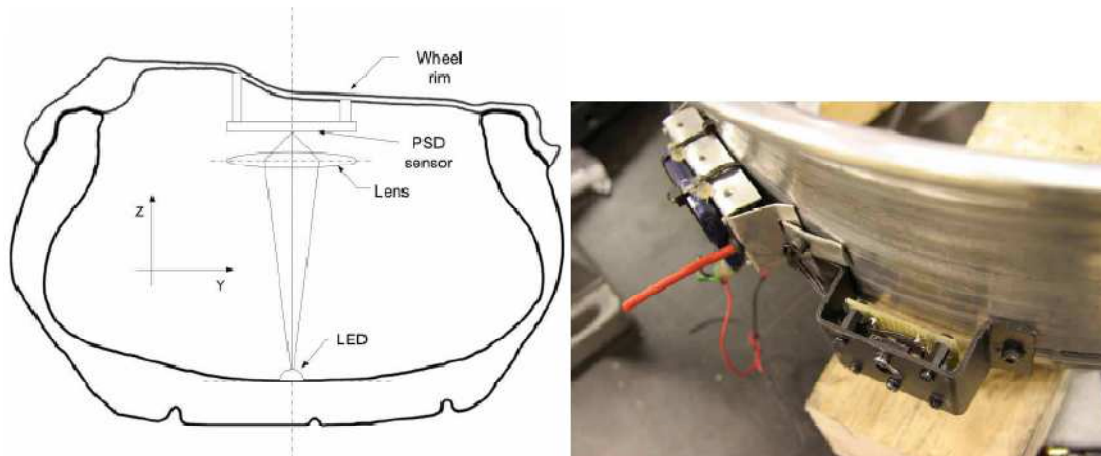 Wheel
rim
PSD
sensor
Lens
Z
Y
LED